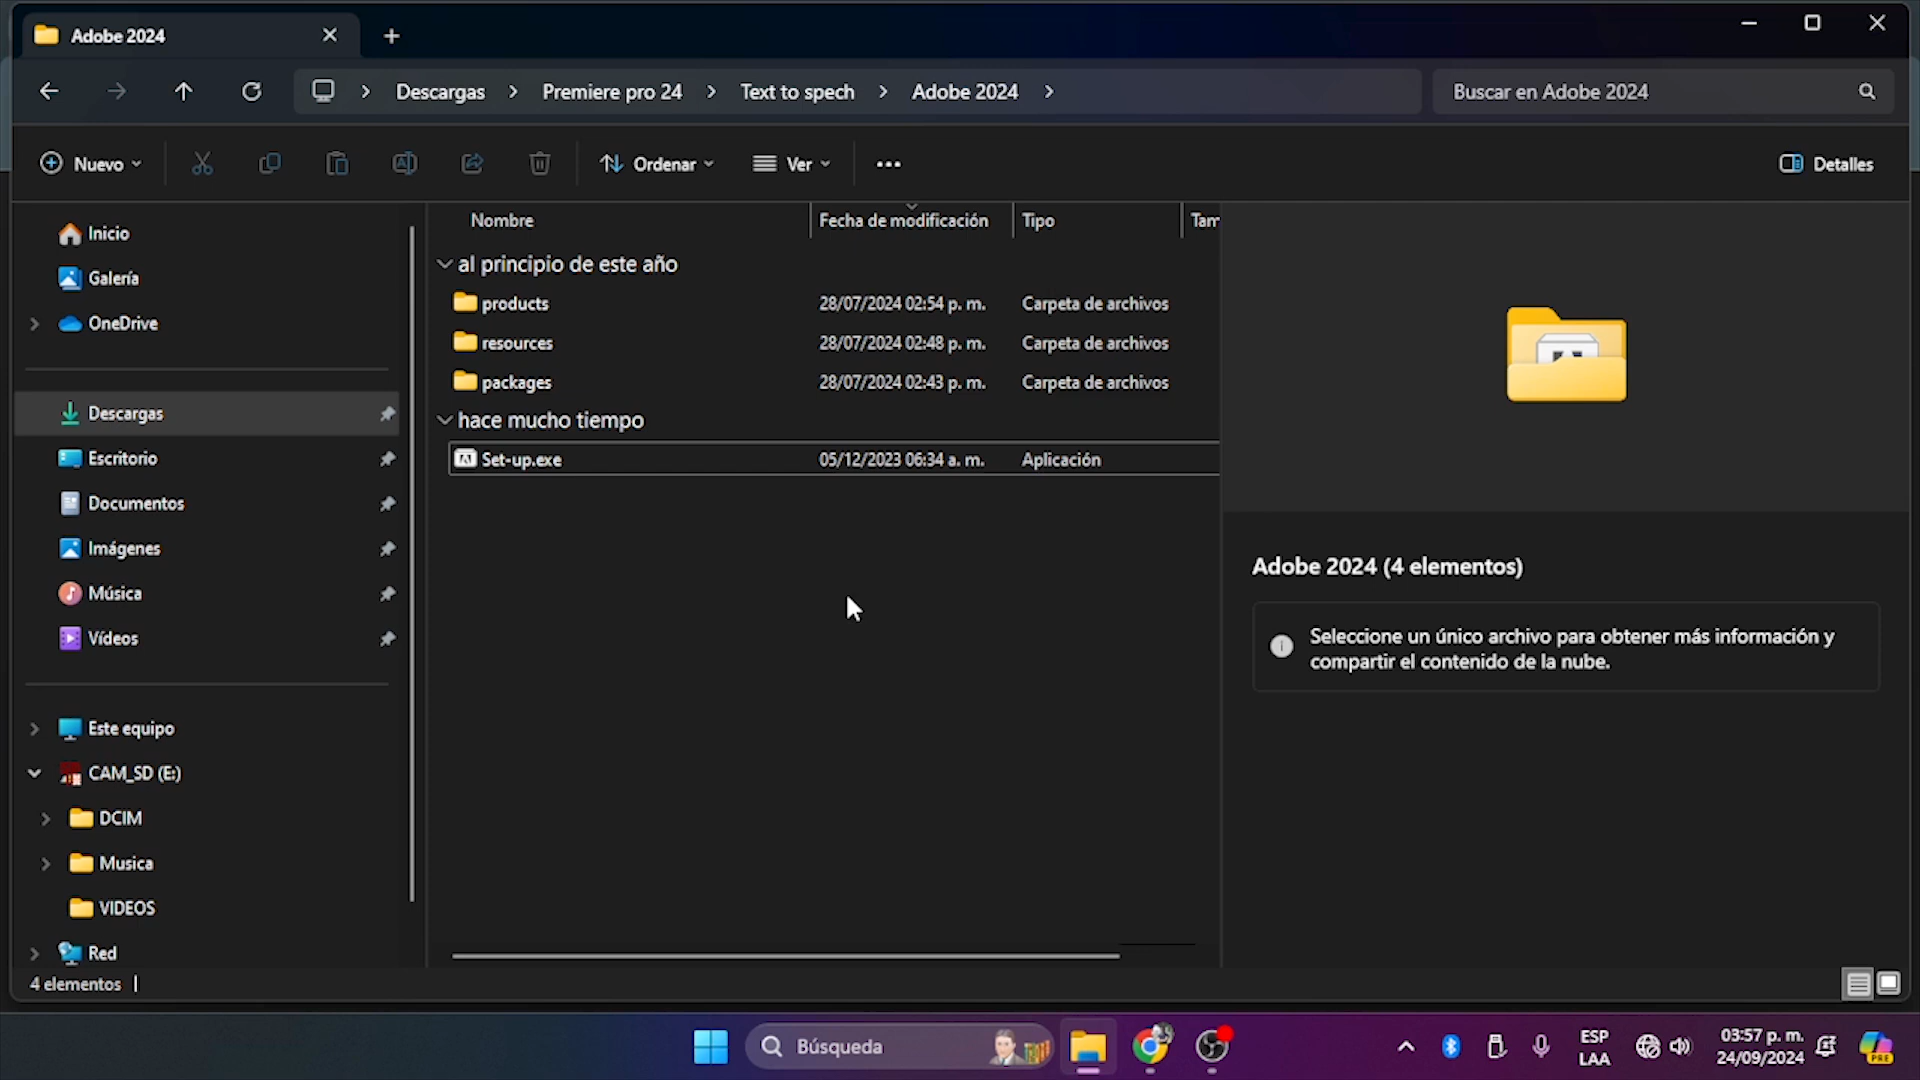 Adobe 2024
Descargas
Premiere pro 24
Text to spech
Adobe 2024
Buscar en Adobe 2024
Nuevo
Ordenar
Ver
Detalles
Inicio
Galería
OneDrive
Descargas
Escritorio
Documentos
Imágenes
Música
Vídeos
Este equipo
CAM_SD (E:)
DCIM
Musica
VIDEOS
Red
Nombre
Fecha de modificación
Tipo
Tam
al principio de este año
products 28/07/2024 02:54 p. m. Carpeta de archivos
resources 28/07/2024 02:48 p. m. Carpeta de archivos
packages 28/07/2024 02:43 p. m. Carpeta de archivos
hace mucho tiempo
Set-up.exe 05/12/2023 06:34 a. m. Aplicación
Adobe 2024 (4 elementos)
Seleccione un único archivo para obtener más información y
compartir el contenido de la nube.
4 elementos
Búsqueda
ESP
LAA
03:57 p. m.
24/09/2024
PRE